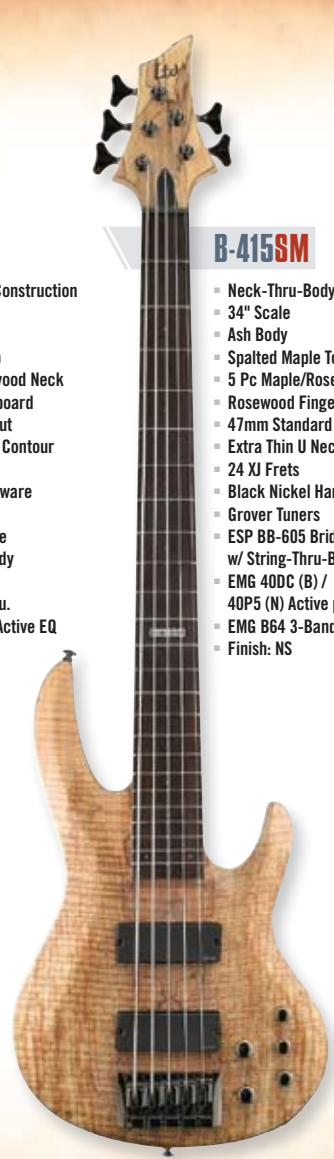 Ltd
B-415SM
Construction
wood Neck
board
ut
Contour
ware
e
dy
u.
Active EQ
Neck-Thru-Body
34" Scale
Ash Body
Spalted Maple To
5 Pc Maple/Rose
Rosewood Finge
47mm Standard
Extra Thin U Nec
24 XJ Frets
Black Nickel Har
Grover Tuners
ESP BB-605 Brid
w/ String-Thru-B
EMG 40DC (B) /
40P5 (N) Active p
EMG B64 3-Band
Finish: NS